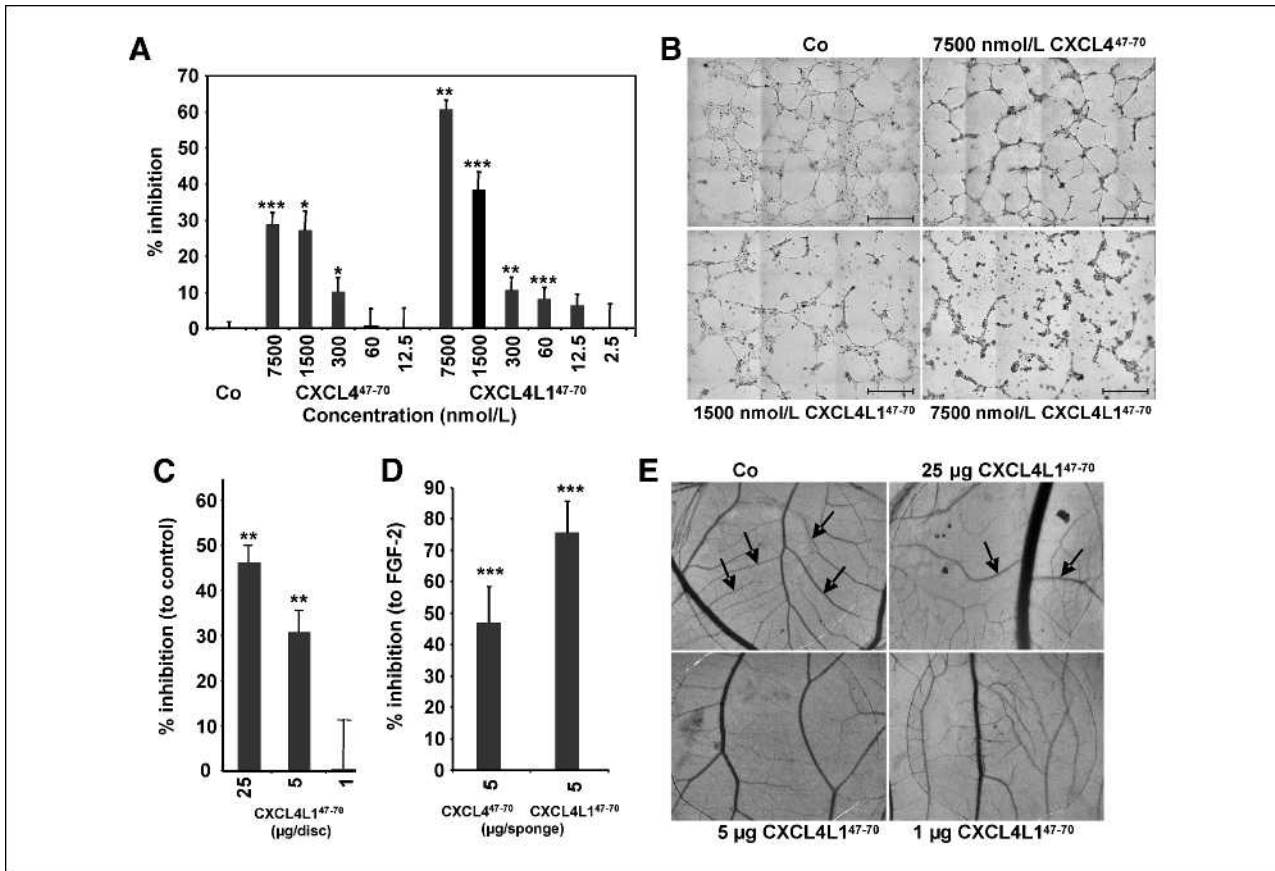 A
70
60
50
40
30
20
10
0
% inhibition
***
*
*
**
***
**
***
7500
1500
300
60
12.5
7500
1500
300
60
12.5
2.5
Co
CXCL4⁴⁷⁻⁷⁰
CXCL4L1⁴⁷⁻⁷⁰
Concentration (nmol/L)
B
Co
7500 nmol/L CXCL4⁴⁷⁻⁷⁰
1500 nmol/L CXCL4L1⁴⁷⁻⁷⁰
7500 nmol/L CXCL4L1⁴⁷⁻⁷⁰
C
60
50
40
30
20
10
0
% inhibition (to control)
**
**
25
5
1
CXCL4L1⁴⁷⁻⁷⁰
(µg/disc)
D
90
80
70
60
50
40
30
20
10
0
% inhibition (to FGF-2)
***
***
5
5
CXCL4⁴⁷⁻⁷⁰
CXCL4L1⁴⁷⁻⁷⁰
(µg/sponge)
E
Co
25 µg CXCL4L1⁴⁷⁻⁷⁰
5 µg CXCL4L1⁴⁷⁻⁷⁰
1 µg CXCL4L1⁴⁷⁻⁷⁰